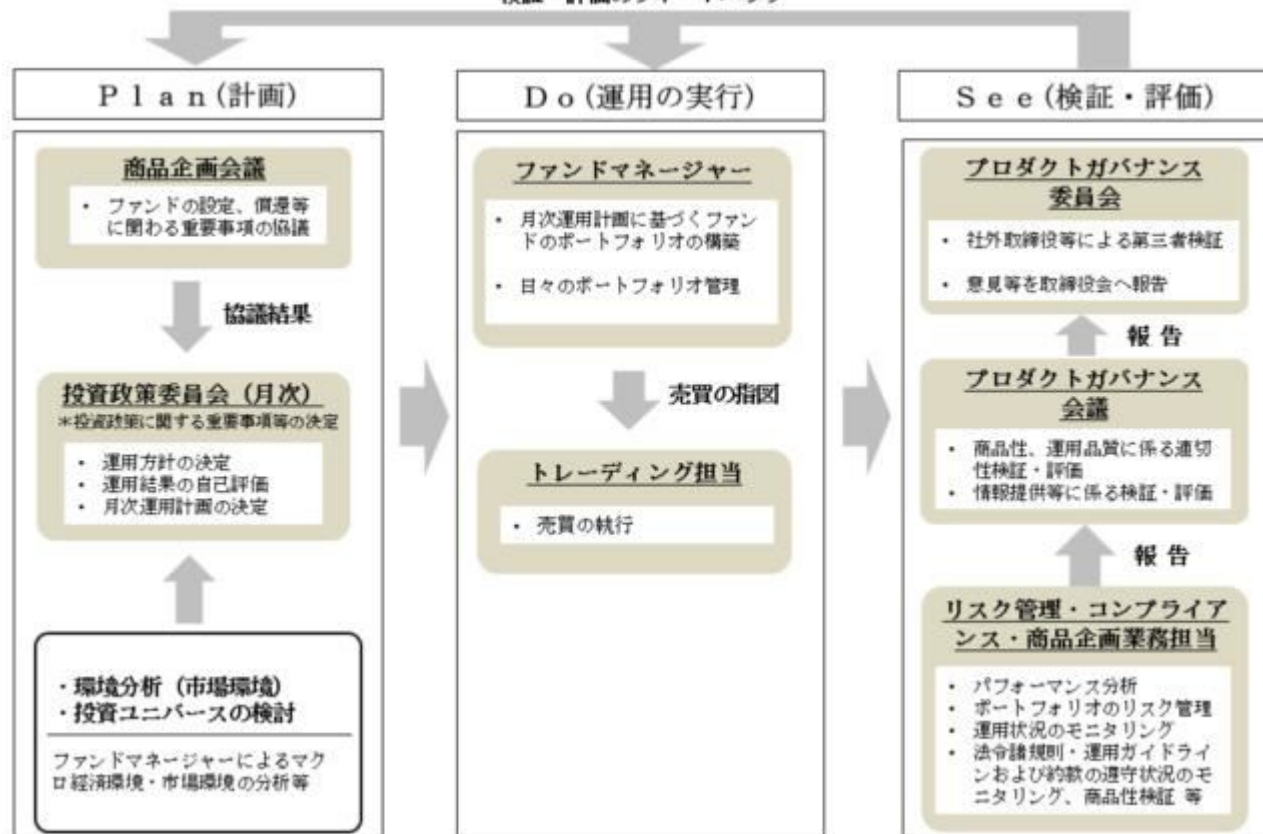 Ｐｌａｎ(計画)
商品企画会議
・ ファンドの設定、償還等
に関わる重要事項の協議
協議結果
投資政策委員会（月次）
＊投資政策に関する重要事項等の決定
・ 運用方針の決定
・ 運用結果の自己評価
・ 月次運用計画の決定
・環境分析（市場環境）
・投資ユニバースの検討
ファンドマネージャーによるマク
ロ経済環境・市場環境の分析等
Ｄｏ(運用の実行)
ファンドマネージャー
・ 月次運用計画に基づくファン
ドのポートフォリオの構築
・ 日々のポートフォリオ管理
売買の指図
トレーディング担当
・ 売買の執行
Ｓｅｅ(検証・評価)
プロダクトガバナンス
委員会
・ 社外取締役等による第三者検証
・ 意見等を取締役会へ報告
報 告
プロダクトガバナンス
会議
・ 商品性、運用品質に係る適切
性検証・評価
・ 情報提供等に係る検証・評価
報 告
リスク管理・コンプライア
ンス・商品企画業務担当
・ パフォーマンス分析
・ ポートフォリオのリスク管理
・ 運用状況のモニタリング
・ 法令諸規則・運用ガイドライ
ンおよび約款の遵守状況のモ
ニタリング、商品性検証 等